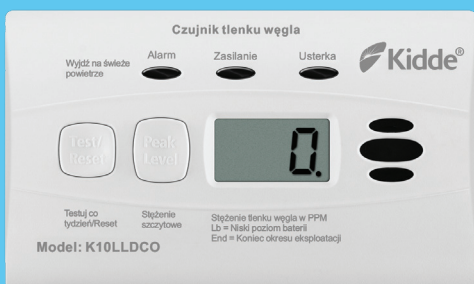 Czujnik tlenku węgla
Wyjdź na świeże
powietrze
Alarm
Zasilanie
Usterka
Kidde®
Test/
Reset
Peak
Level
0.
Testuj co
tydzień/Reset
Stężenie
szczytowe
Stężenie tlenku węgla w PPM
Lb = Niski poziom baterii
End = Koniec okresu eksploatacji
Model: K10LLDCO